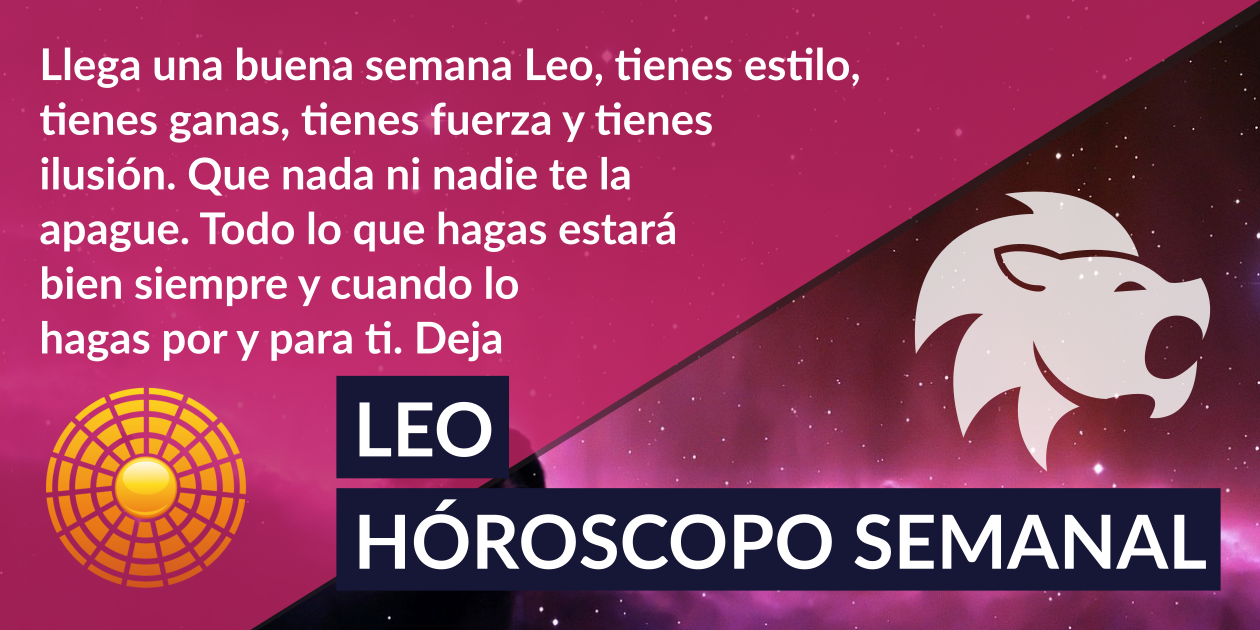 Llega una buena semana Leo, tienes estilo,
tienes ganas, tienes fuerza y tienes
ilusión. Que nada ni nadie te la
apague. Todo lo que hagas estará
bien siempre y cuando lo
hagas por y para ti. Deja
LEO
HÓROSCOPO SEMANAL